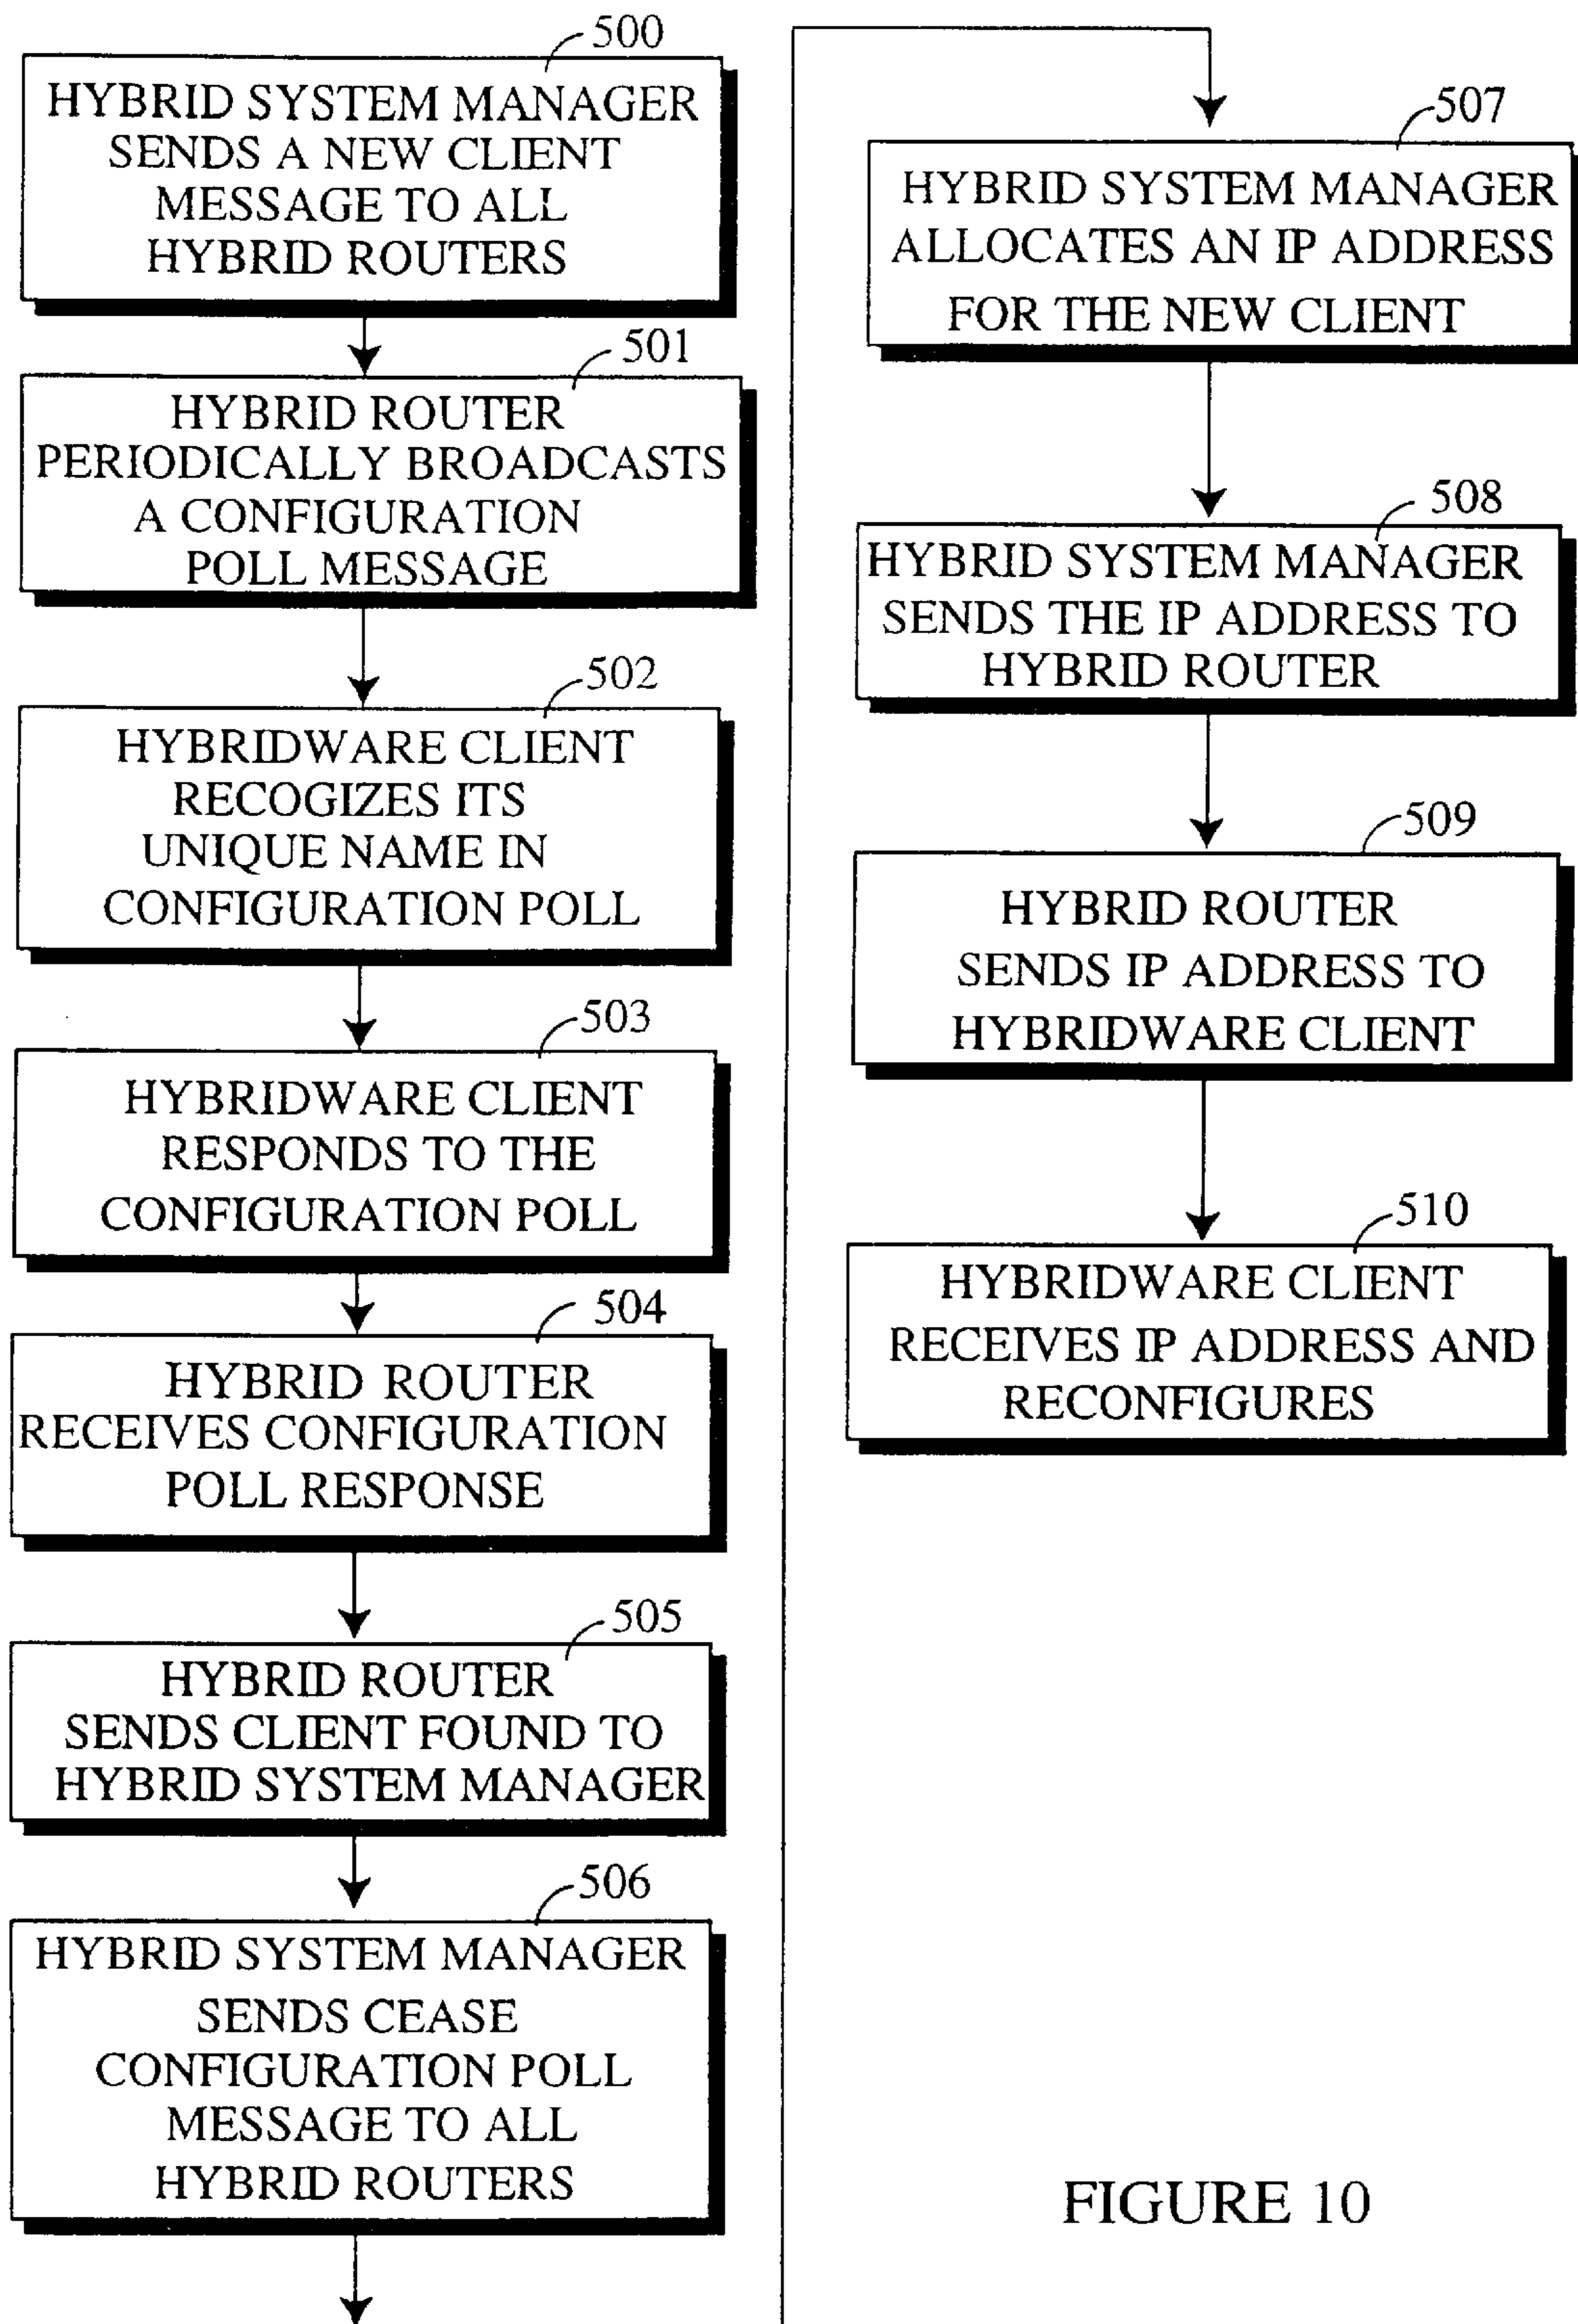 500
HYBRID SYSTEM MANAGER
SENDS A NEW CLIENT
MESSAGE TO ALL
HYBRID ROUTERS
501
HYBRID ROUTER
PERIODICALLY BROADCASTS
A CONFIGURATION
POLL MESSAGE
502
HYBRIDWARE CLIENT
RECOGIZES ITS
UNIQUE NAME IN
CONFIGURATION POLL
503
HYBRIDWARE CLIENT
RESPONDS TO THE
CONFIGURATION POLL
504
HYBRID ROUTER
RECEIVES CONFIGURATION
POLL RESPONSE
505
HYBRID ROUTER
SENDS CLIENT FOUND TO
HYBRID SYSTEM MANAGER
506
HYBRID SYSTEM MANAGER
SENDS CEASE
CONFIGURATION POLL
MESSAGE TO ALL
HYBRID ROUTERS
507
HYBRID SYSTEM MANAGER
ALLOCATES AN IP ADDRESS
FOR THE NEW CLIENT
508
HYBRID SYSTEM MANAGER
SENDS THE IP ADDRESS TO
HYBRID ROUTER
509
HYBRID ROUTER
SENDS IP ADDRESS TO
HYBRIDWARE CLIENT
510
HYBRIDWARE CLIENT
RECEIVES IP ADDRESS AND
RECONFIGURES
FIGURE 10